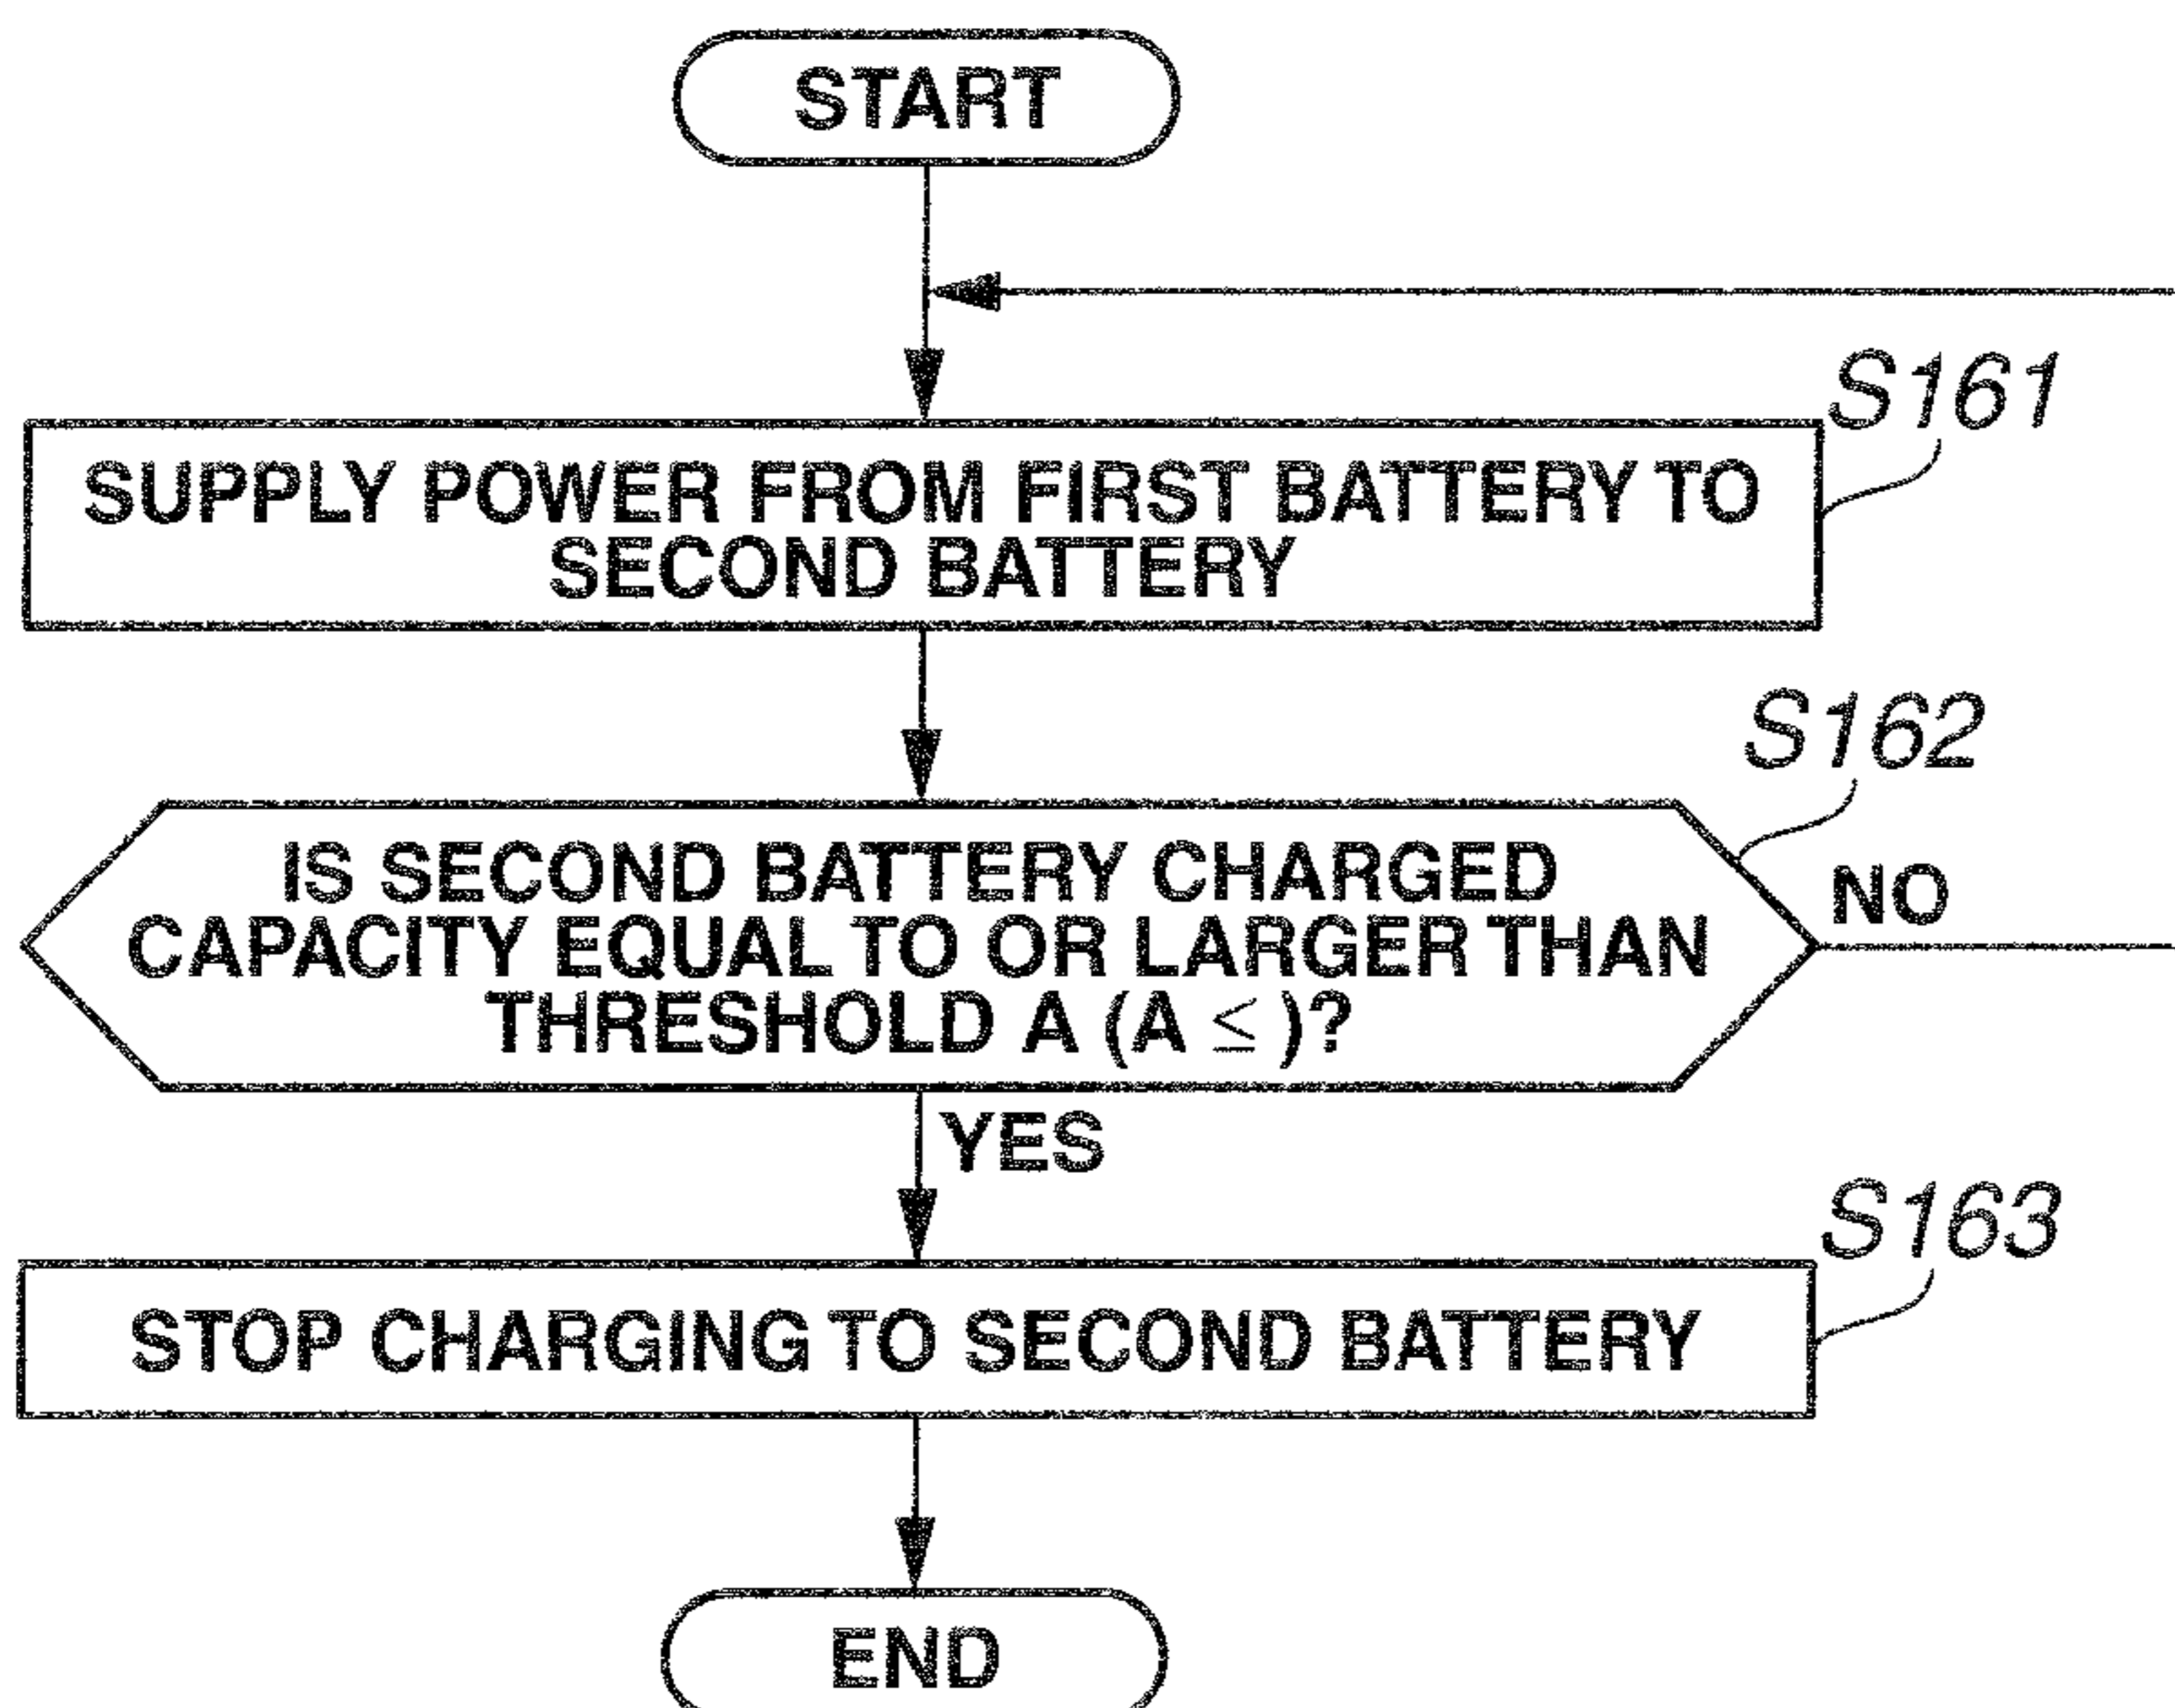 START
S161
SUPPLY POWER FROM FIRST BATTERY TO
SECOND BATTERY
S162
IS SECOND BATTERY CHARGED
CAPACITY EQUAL TO OR LARGER THAN
THRESHOLD A (A ≤ )?
NO
YES
S163
STOP CHARGING TO SECOND BATTERY
END